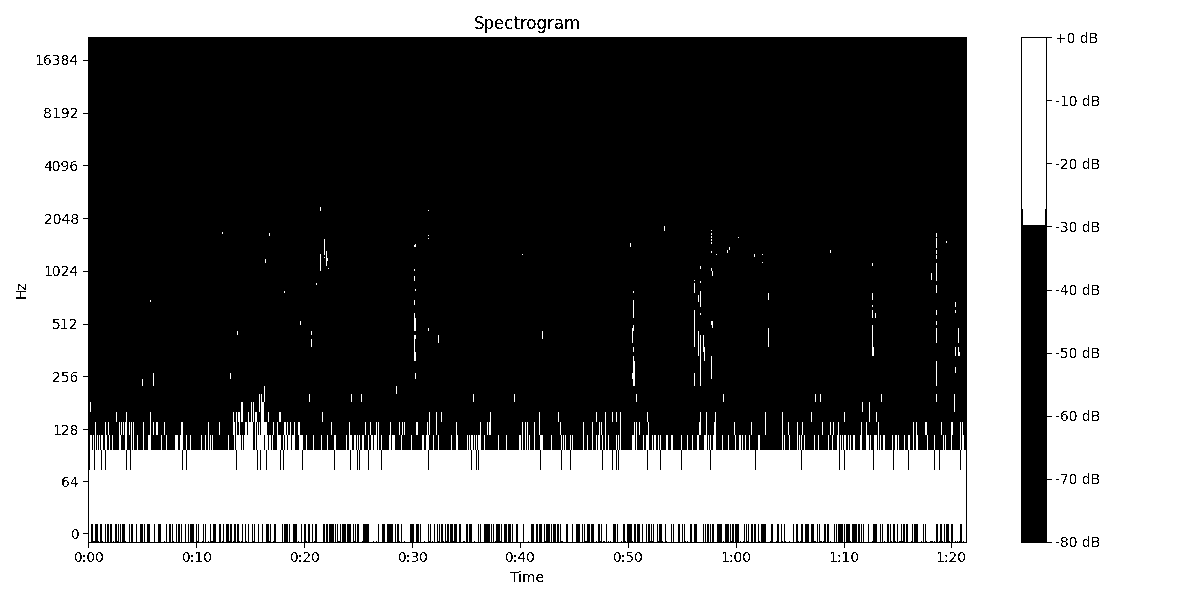 Spectrogram
Hz
16384
8192
4096
2048
1024
512
256
128
64
0
0:00 0:10 0:20 0:30 0:40 0:50 1:00 1:10 1:20
Time
+0 dB
-10 dB
-20 dB
-30 dB
-40 dB
-50 dB
-60 dB
-70 dB
-80 dB